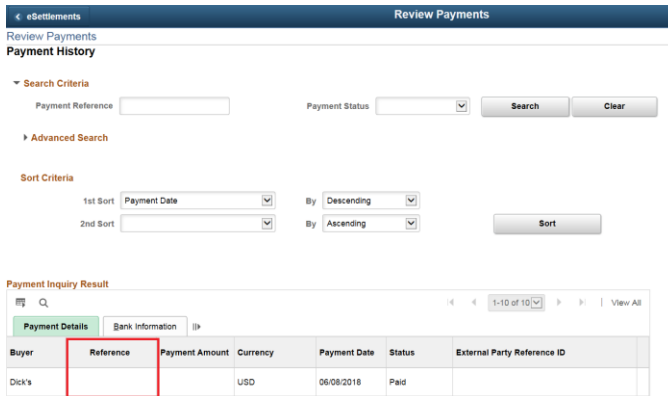 eSettlements Review Payments
Review Payments
Payment History
Search Criteria
Payment Reference Payment Status Search Clear
Advanced Search
Sort Criteria
1st Sort Payment Date By Descending
2nd Sort By Ascending Sort
Payment Inquiry Result
1-10 of 10 View All
Payment Details Bank Information
Buyer Reference Payment Amount Currency Payment Date Status External Party Reference ID
Dick's USD 06/08/2018 Paid